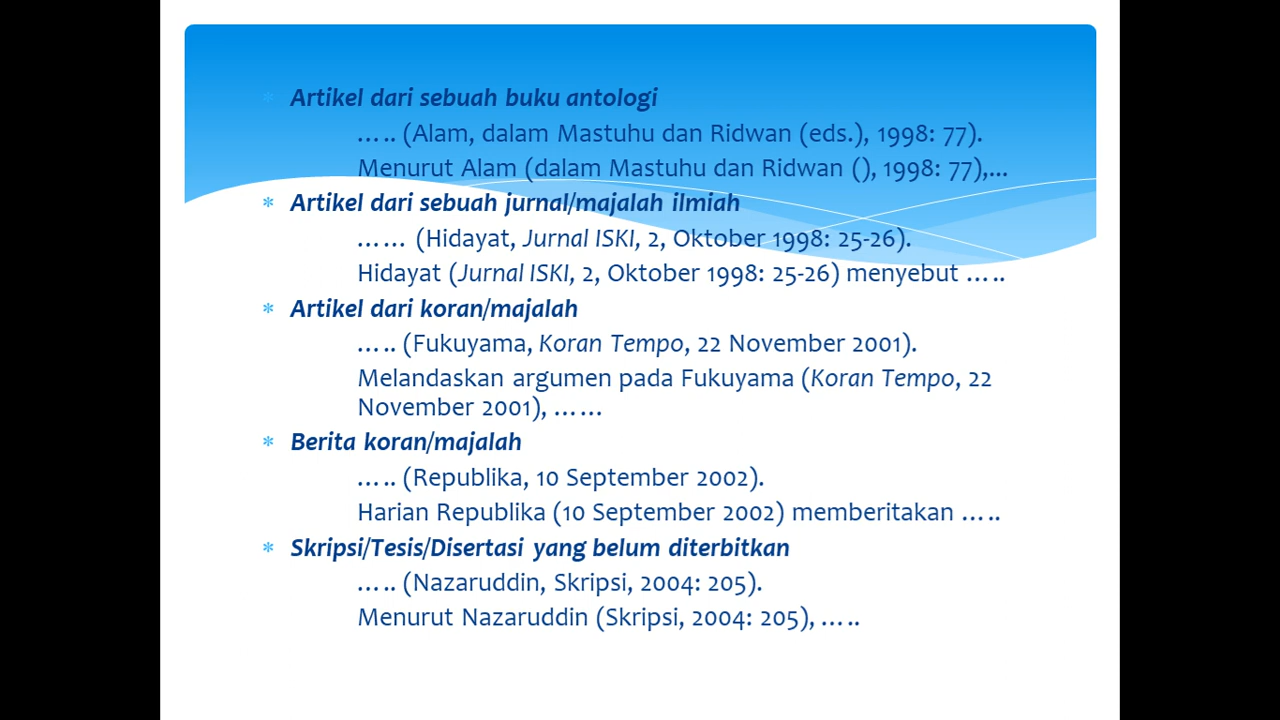 * Artikel dari sebuah buku antologi
….. (Alam, dalam Mastuhu dan Ridwan (eds.), 1998: 77).
Menurut Alam (dalam Mastuhu dan Ridwan (), 1998: 77),...
* Artikel dari sebuah jurnal/majalah ilmiah
…… (Hidayat, Jurnal ISKI, 2, Oktober 1998: 25-26).
Hidayat (Jurnal ISKI, 2, Oktober 1998: 25-26) menyebut …..
* Artikel dari koran/majalah
….. (Fukuyama, Koran Tempo, 22 November 2001).
Melandaskan argumen pada Fukuyama (Koran Tempo, 22
November 2001), ……
* Berita koran/majalah
….. (Republika, 10 September 2002).
Harian Republika (10 September 2002) memberitakan …..
* Skripsi/Tesis/Disertasi yang belum diterbitkan
….. (Nazaruddin, Skripsi, 2004: 205).
Menurut Nazaruddin (Skripsi, 2004: 205), …..